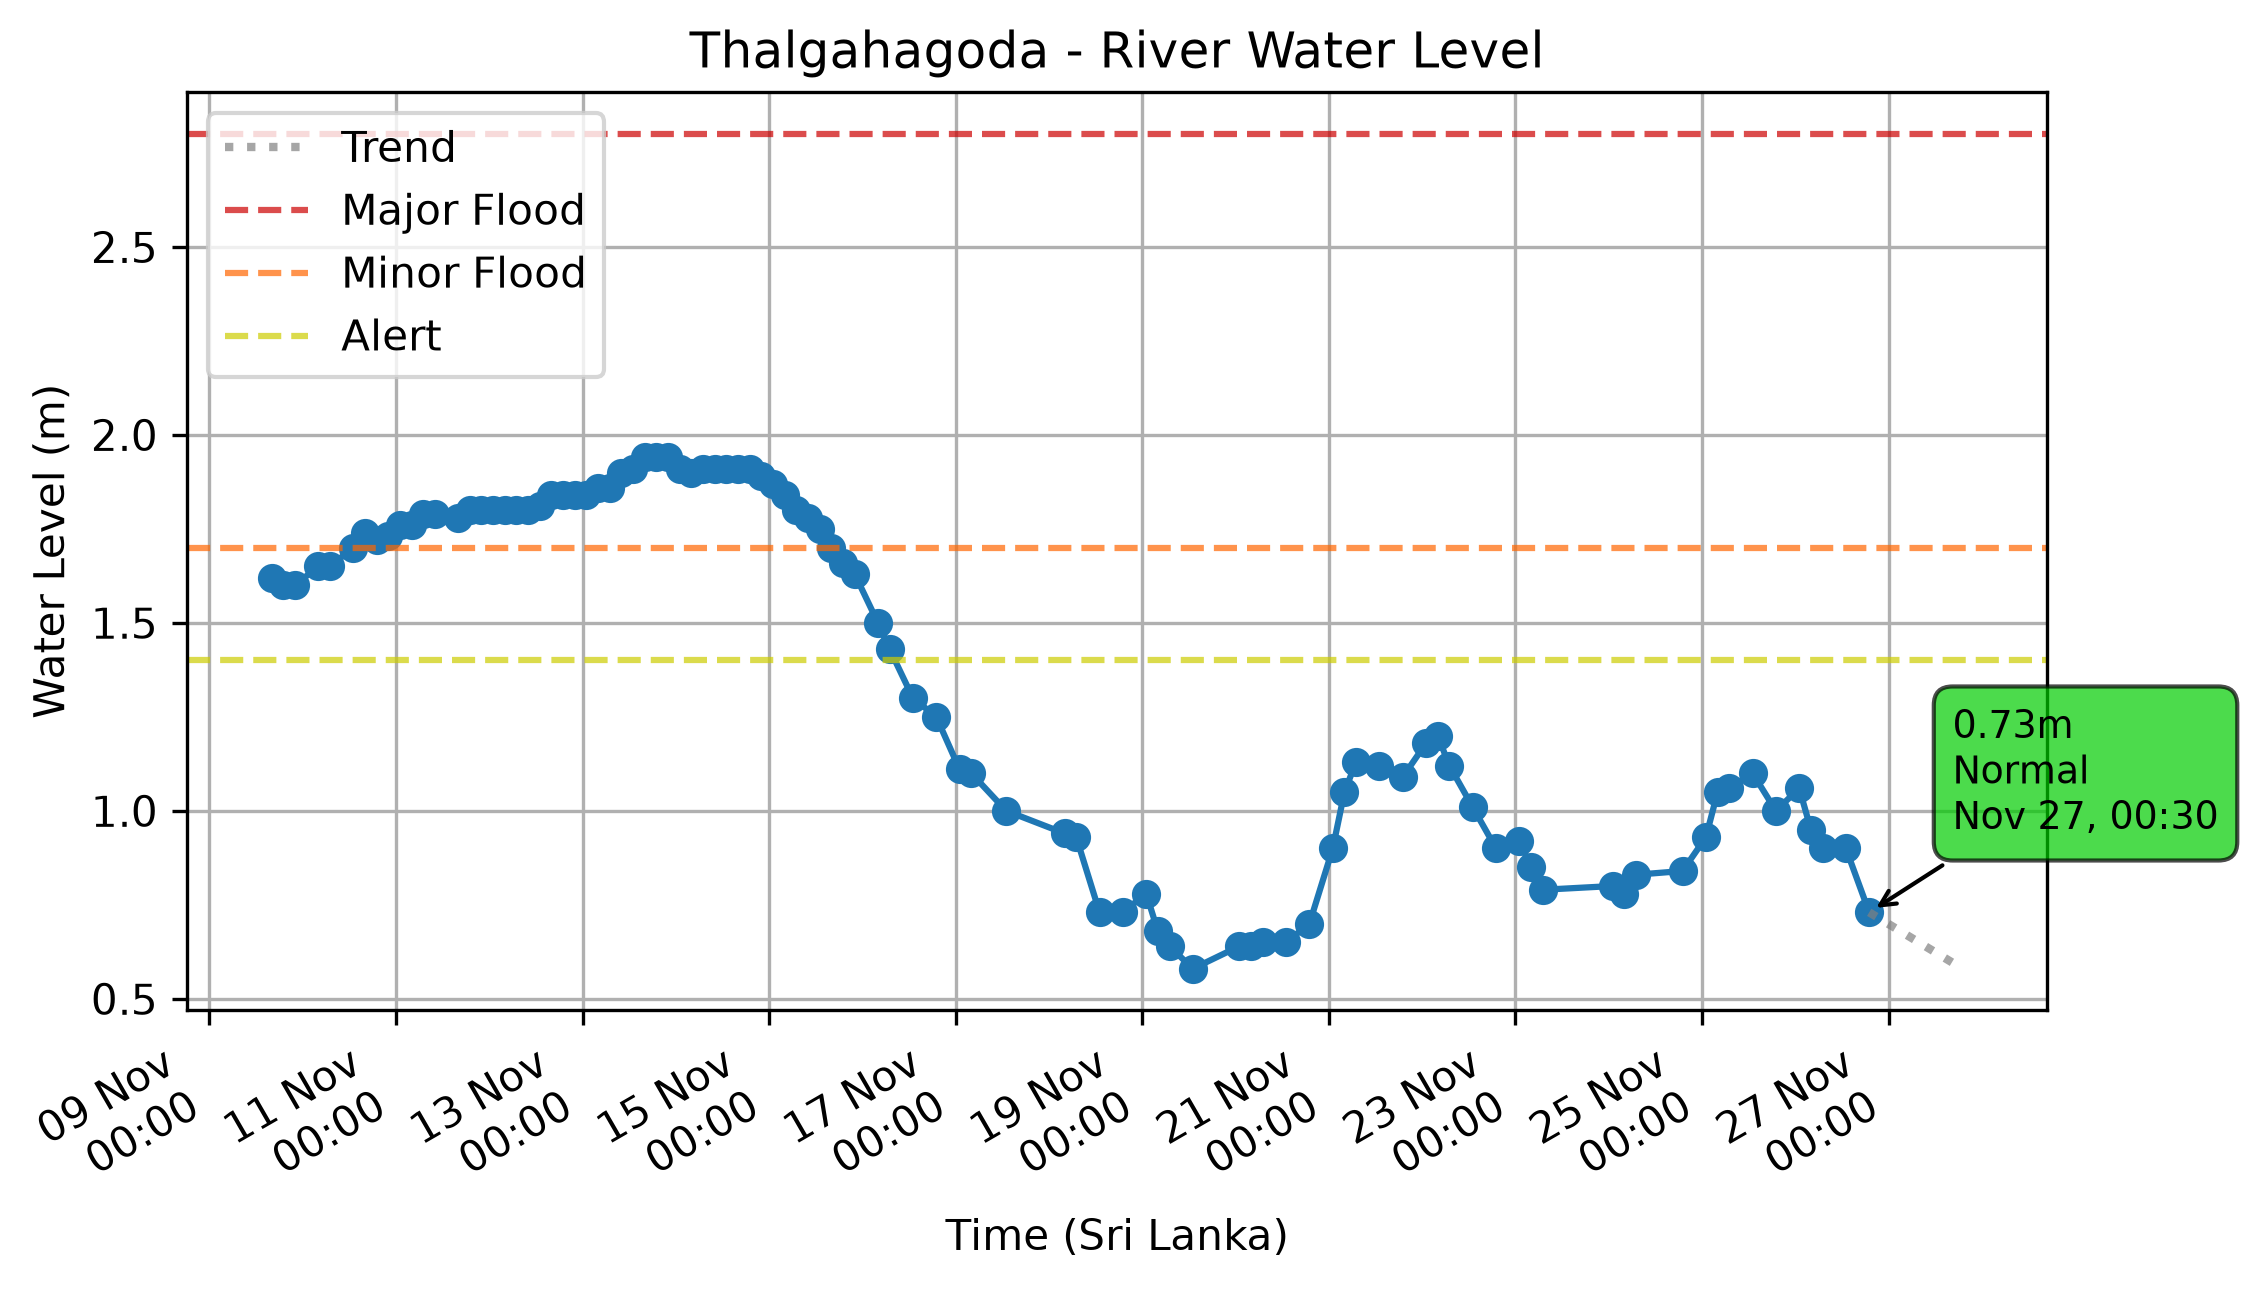 Thalgahagoda - River Water Level
Trend
Major Flood
Minor Flood
Alert
Water Level (m)
2.5
2.0
1.5
1.0
0.5
0.73m
Normal
Nov 27, 00:30
09 Nov
00:00
11 Nov
00:00
13 Nov
00:00
15 Nov
00:00
17 Nov
00:00
19 Nov
00:00
21 Nov
00:00
23 Nov
00:00
25 Nov
00:00
27 Nov
00:00
Time (Sri Lanka)